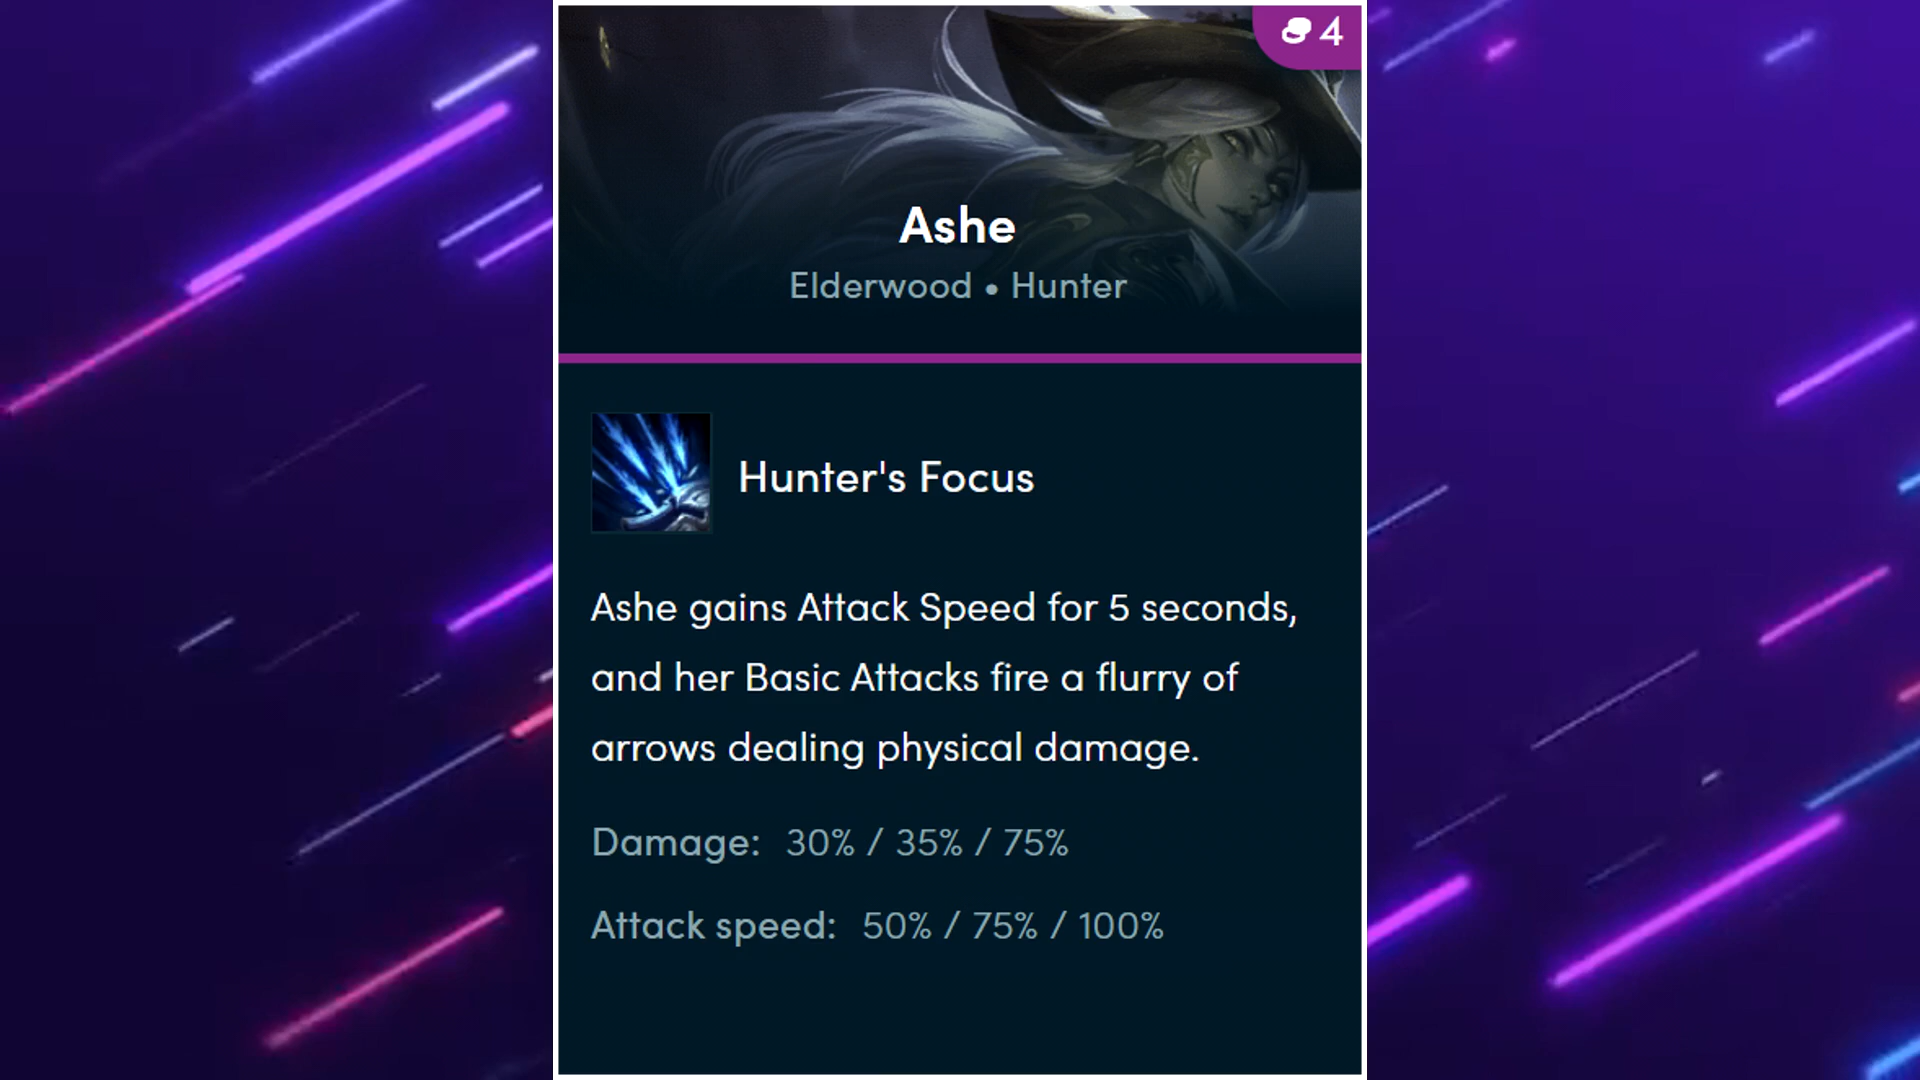 4
Ashe
Elderwood • Hunter
Hunter's Focus
Ashe gains Attack Speed for 5 seconds,
and her Basic Attacks fire a flurry of
arrows dealing physical damage.
Damage: 30% / 35% / 75%
Attack speed: 50% / 75% / 100%